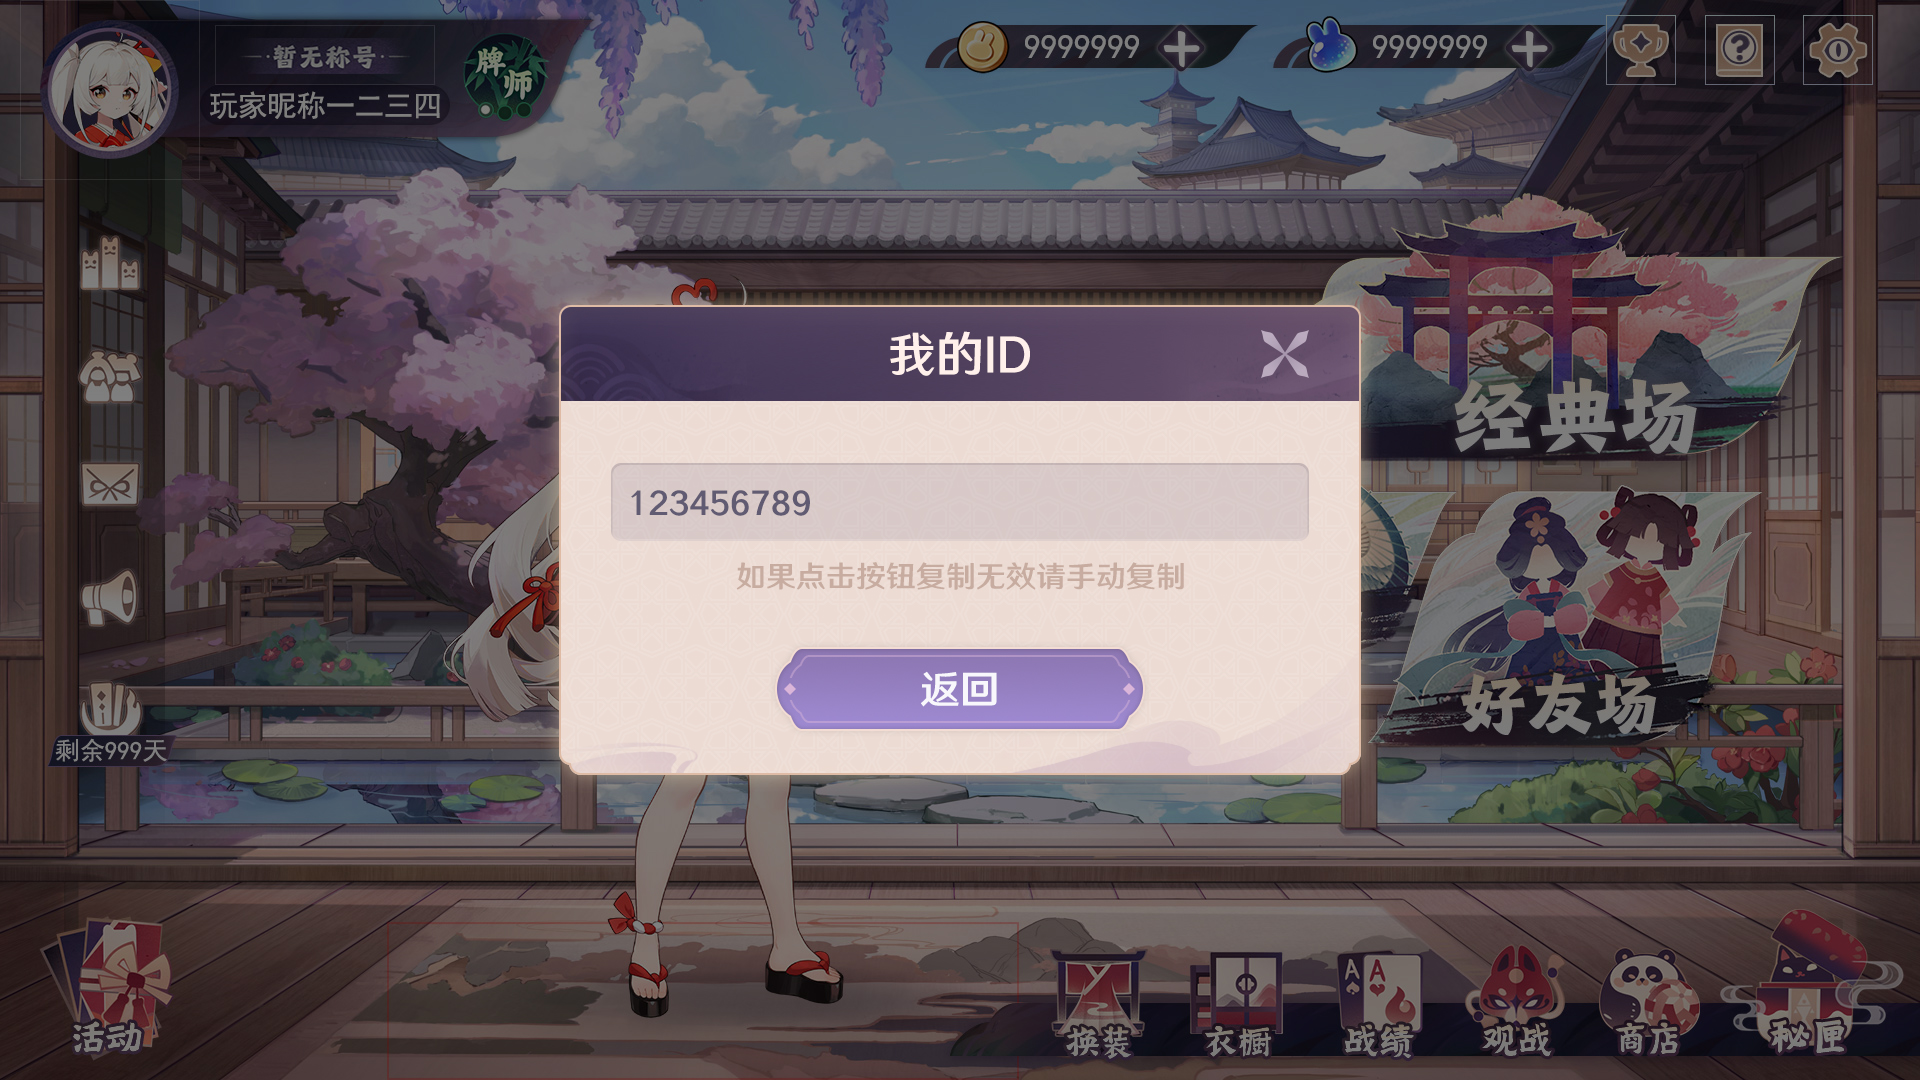 ·暂无称号·
牌师
玩家昵称一二三四
9999999
9999999
我的ID
123456789
如果点击按钮复制无效请手动复制
返回
经典场
好友场
剩余999天
活动
换装
A A
衣橱
战绩
观战
商店
秘匣